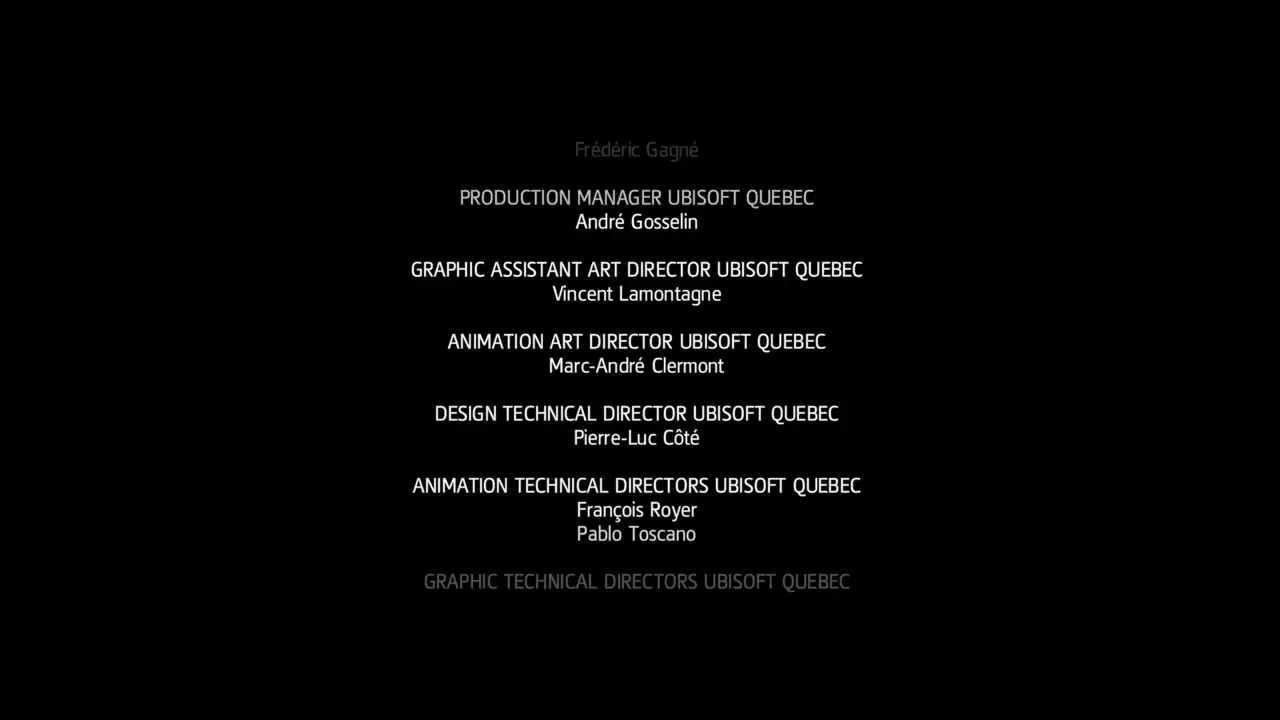 Frédéric Gagné
PRODUCTION MANAGER UBISOFT QUEBEC
André Gosselin
GRAPHIC ASSISTANT ART DIRECTOR UBISOFT QUEBEC
Vincent Lamontagne
ANIMATION ART DIRECTOR UBISOFT QUEBEC
Marc-André Clermont
DESIGN TECHNICAL DIRECTOR UBISOFT QUEBEC
Pierre-Luc Côté
ANIMATION TECHNICAL DIRECTORS UBISOFT QUEBEC
François Royer
Pablo Toscano
GRAPHIC TECHNICAL DIRECTORS UBISOFT QUEBEC